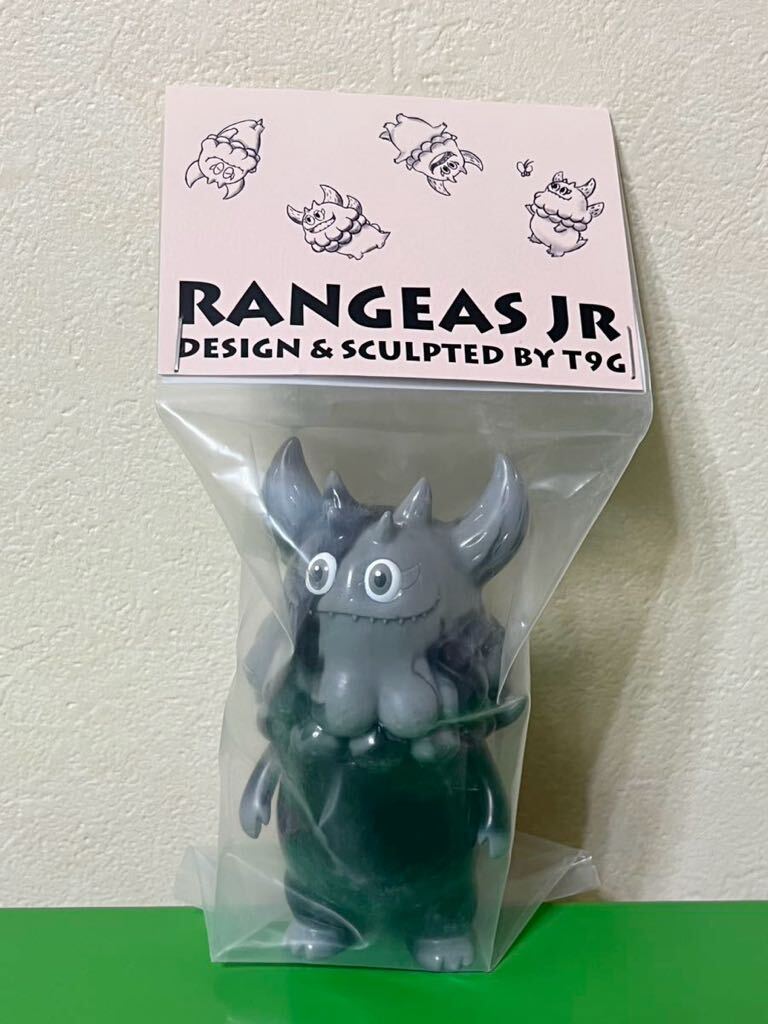 RANGEAS JR
DESIGN & SCULPTED BY T9G